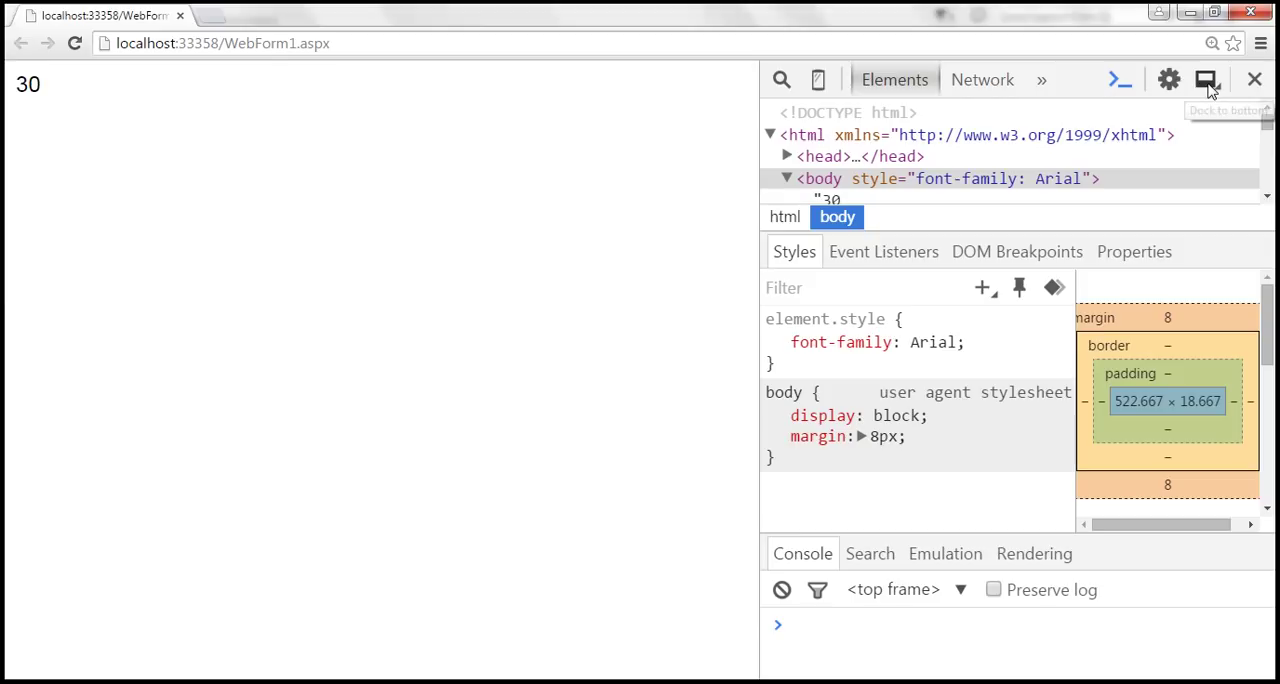 localhost:33358/WebForm
localhost:33358/WebForm1.aspx
30
Elements Network »
Dock to bottom
<!DOCTYPE html>
<html xmlns="http://www.w3.org/1999/xhtml">
<head>…</head>
<body style="font-family: Arial">
"30
html body
Styles Event Listeners DOM Breakpoints Properties
Filter
element.style {
font-family: Arial;
}
body { user agent stylesheet
display: block;
margin: 8px;
}
margin 8
border –
padding –
– – 522.667 × 18.667 – –
–
–
8
Console Search Emulation Rendering
<top frame> Preserve log